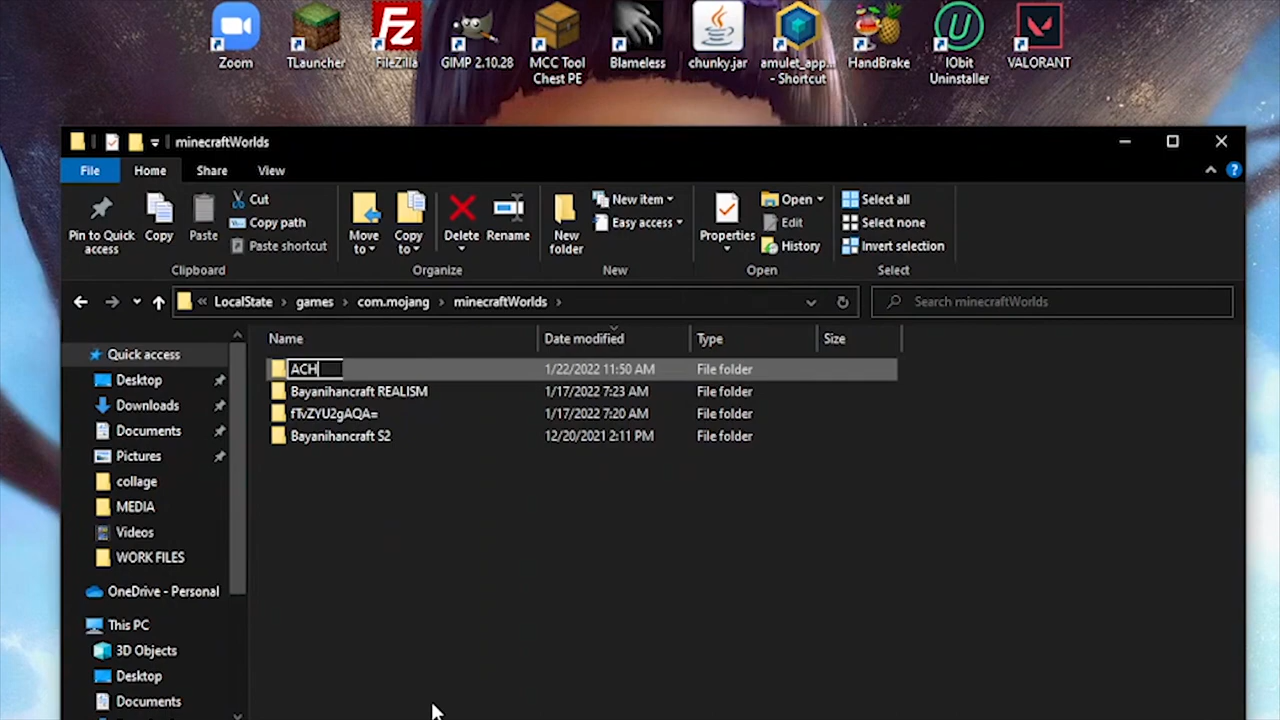 Zoom
TLauncher
FileZilla
GIMP 2.10.28
MCC Tool
Chest PE
Blameless
chunky.jar
amulet_app...
- Shortcut
HandBrake
IObit
Uninstaller
VALORANT
minecraftWorlds
File
Home
Share
View
Pin to Quick
access
Copy
Paste
Cut
Copy path
Paste shortcut
Clipboard
Move
to
Copy
to
Delete
Rename
Organize
New
folder
New item
Easy access
New
Properties
Open
Edit
History
Open
Select all
Select none
Invert selection
Select
« LocalState > games > com.mojang > minecraftWorlds >
Search minecraftWorlds
Name
Date modified
Type
Size
ACH 1/22/2022 11:50 AM File folder
Bayanihancraft REALISM 1/17/2022 7:23 AM File folder
fTvZYU2gAQA= 1/17/2022 7:20 AM File folder
Bayanihancraft S2 12/20/2021 2:11 PM File folder
Quick access
Desktop
Downloads
Documents
Pictures
collage
MEDIA
Videos
WORK FILES
OneDrive - Personal
This PC
3D Objects
Desktop
Documents